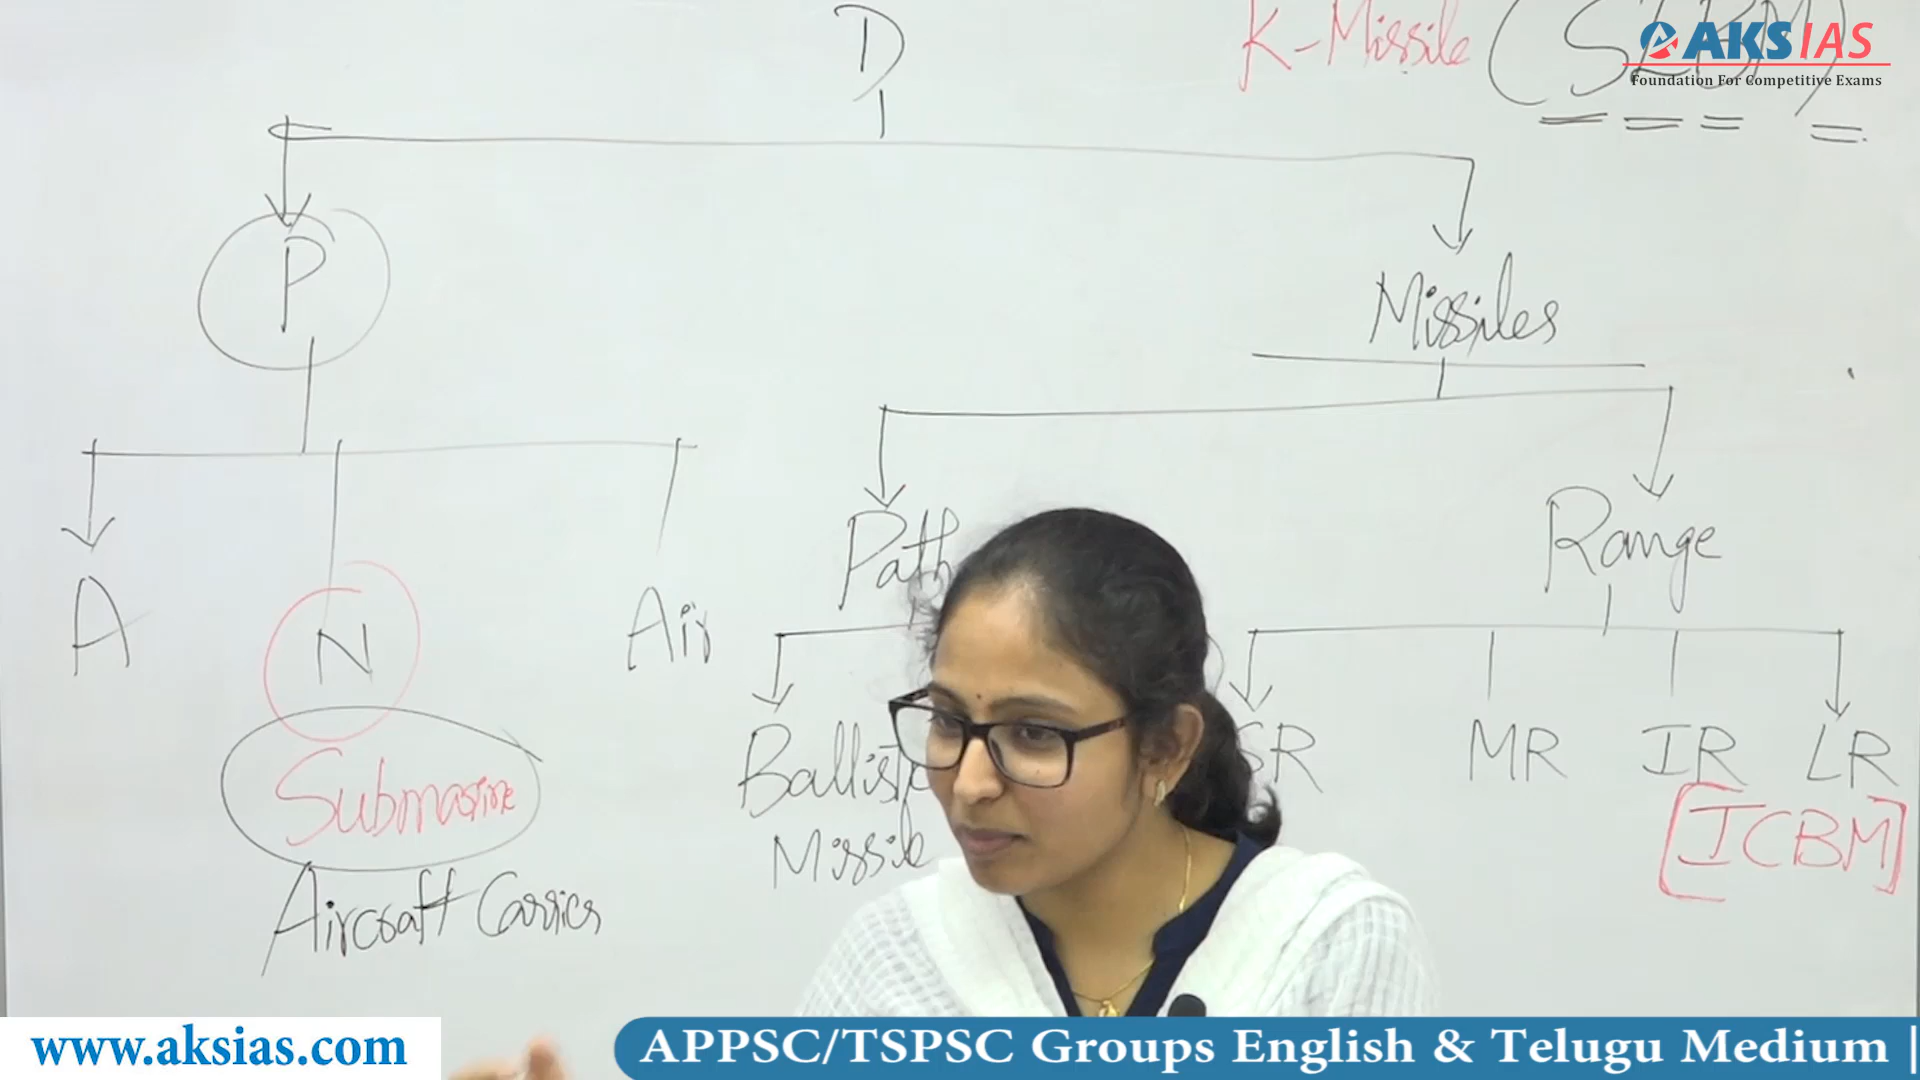 D
K-Missile (SLBM)
AKS IAS
Foundation For Competitive Exams
P
Missiles
Path
Range
A
N
Air
Submarine
Aircraft Carrier
Ballistic
Missile
SR
MR
IR
LR
[ICBM]
www.aksias.com
APPSC/TSPSC Groups English & Telugu Medium |